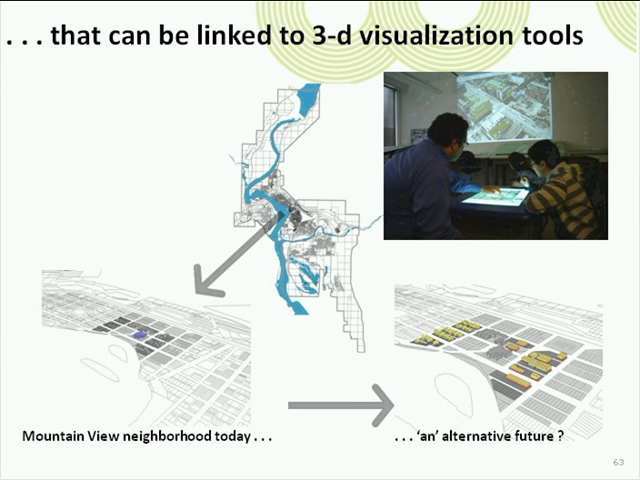 . . . that can be linked to 3-d visualization tools
Mountain View neighborhood today . . .
. . . ‘an’ alternative future ?
63